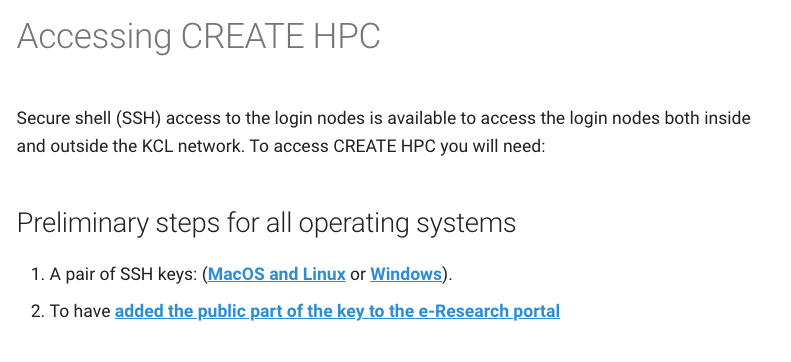 Accessing CREATE HPC
Secure shell (SSH) access to the login nodes is available to access the login nodes both inside
and outside the KCL network. To access CREATE HPC you will need:
Preliminary steps for all operating systems
1. A pair of SSH keys: (MacOS and Linux or Windows).
2. To have added the public part of the key to the e-Research portal